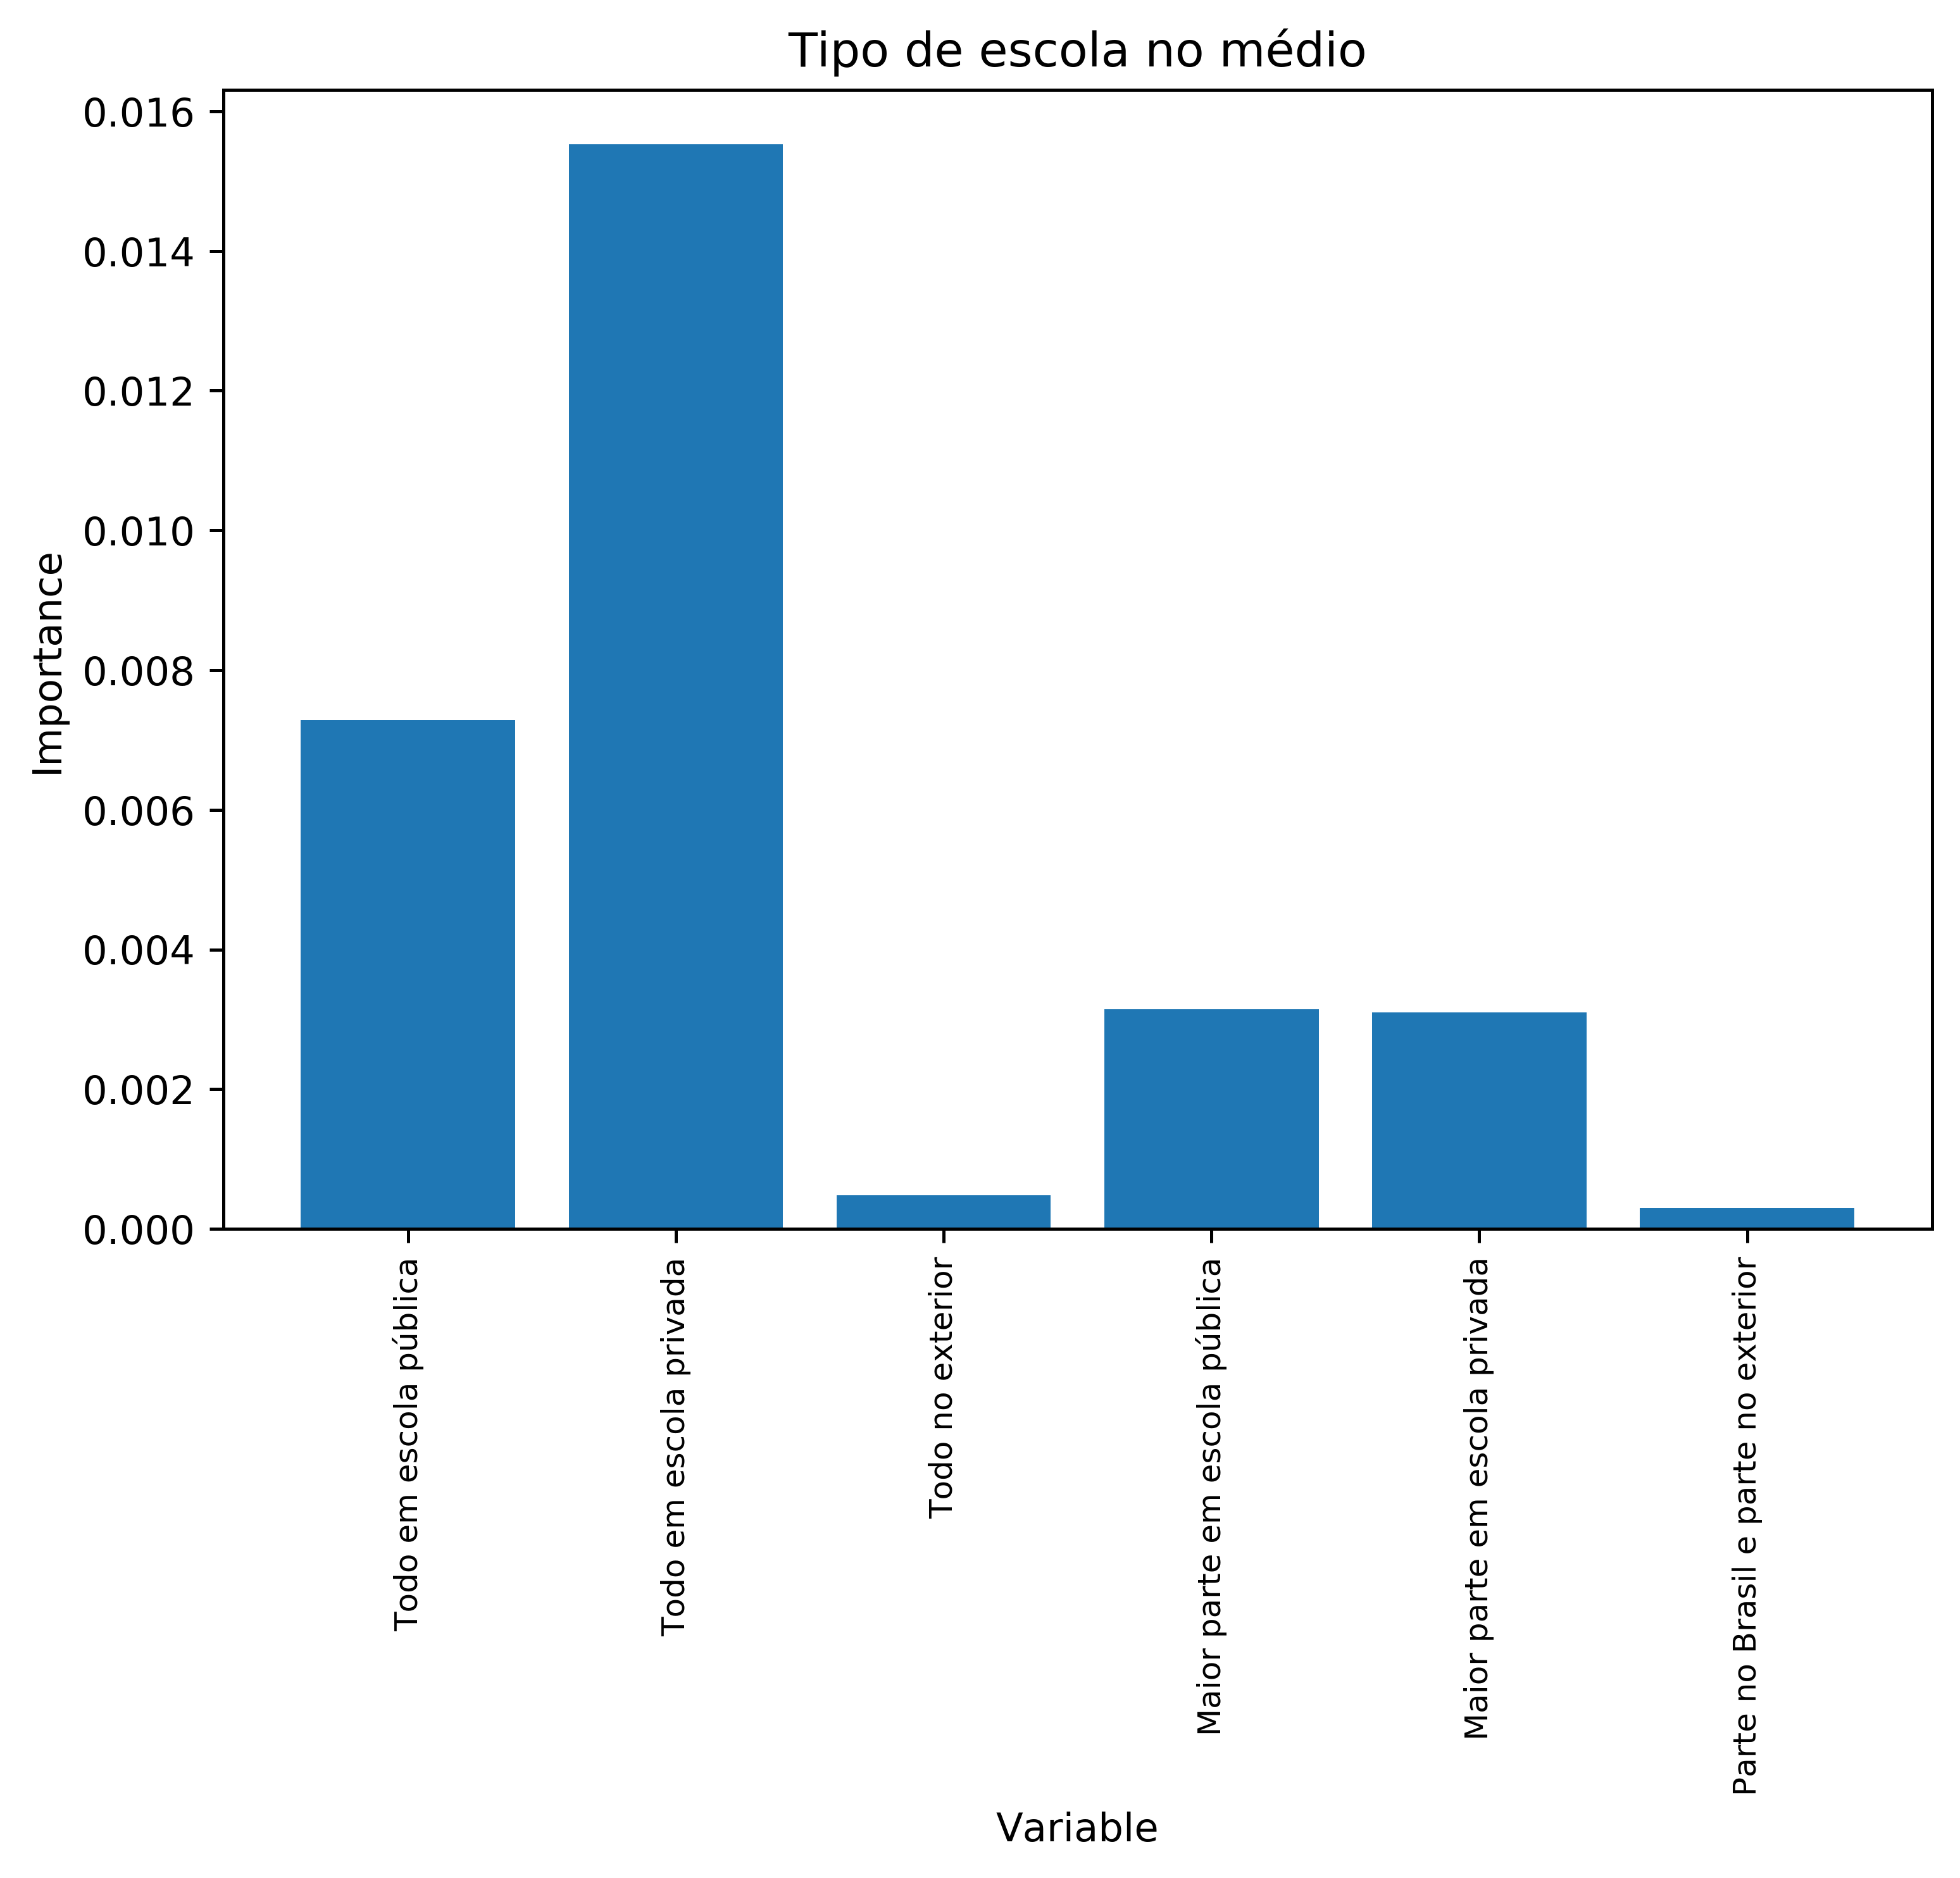 Tipo de escola no médio
0.016
0.014
0.012
0.010
0.008
0.006
0.004
0.002
0.000
Importance
Todo em escola pública
Todo em escola privada
Todo no exterior
Maior parte em escola pública
Maior parte em escola privada
Parte no Brasil e parte no exterior
Variable